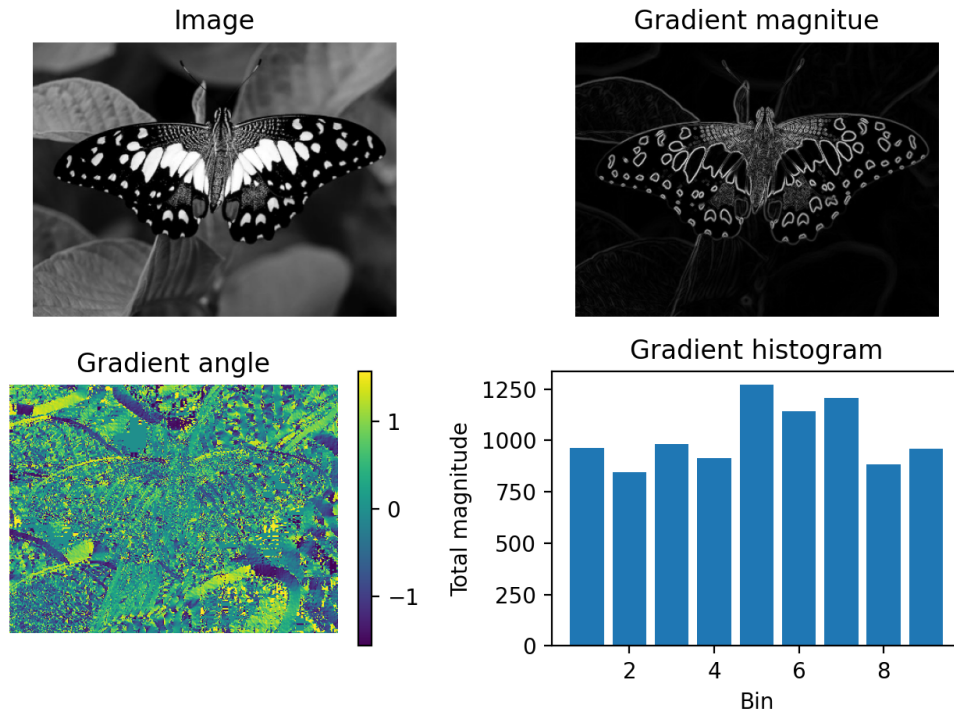 Image
Gradient magnitue
Gradient angle
1
0
−1
Gradient histogram
Total magnitude
1250
1000
750
500
250
0
2
4
6
8
Bin